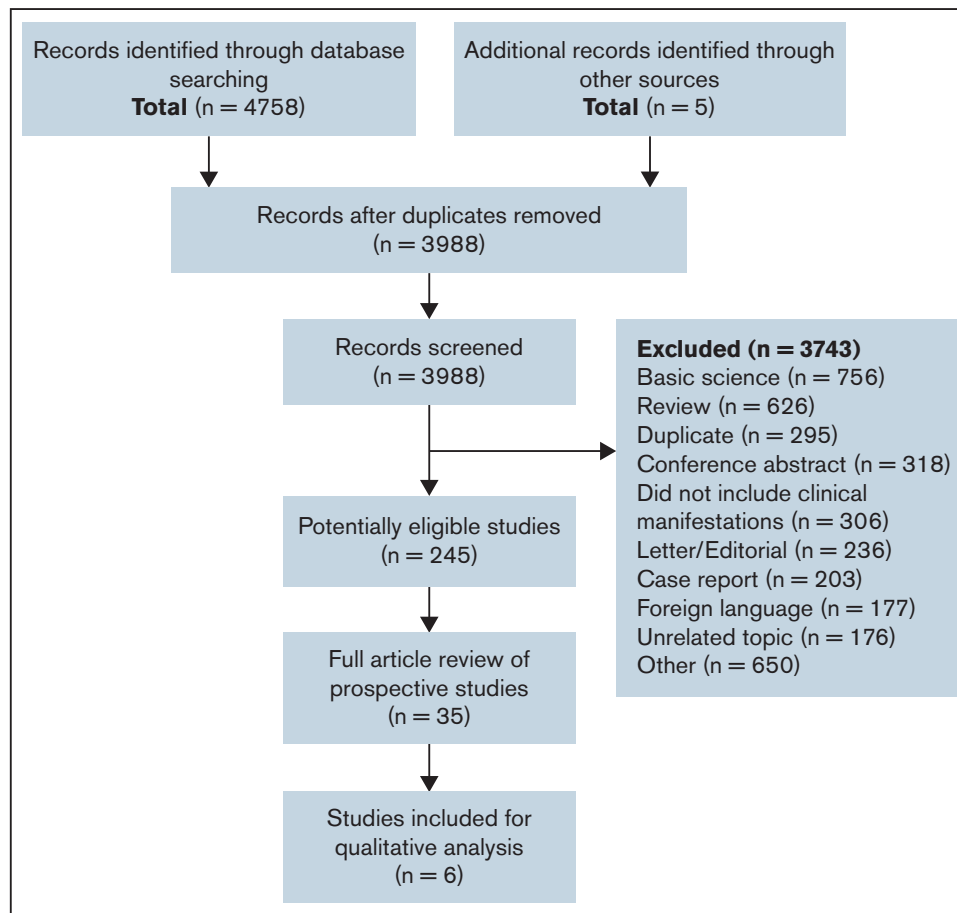 Records identified through database
searching
Total (n = 4758)
Additional records identified through
other sources
Total (n = 5)
Records after duplicates removed
(n = 3988)
Records screened
(n = 3988)
Excluded (n = 3743)
Basic science (n = 756)
Review (n = 626)
Duplicate (n = 295)
Conference abstract (n = 318)
Did not include clinical
manifestations (n = 306)
Letter/Editorial (n = 236)
Case report (n = 203)
Foreign language (n = 177)
Unrelated topic (n = 176)
Other (n = 650)
Potentially eligible studies
(n = 245)
Full article review of
prospective studies
(n = 35)
Studies included for
qualitative analysis
(n = 6)